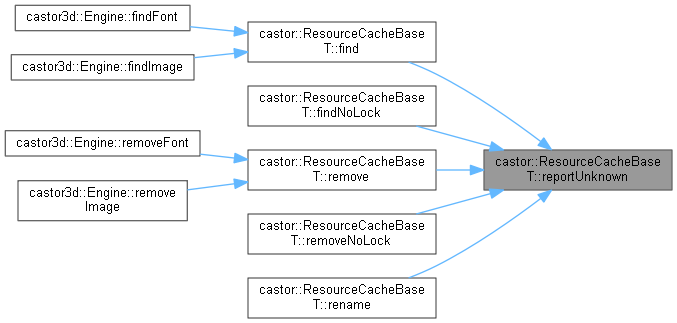 castor3d::Engine::findFont
castor3d::Engine::findImage
castor::ResourceCacheBase
T::find
castor::ResourceCacheBase
T::findNoLock
castor3d::Engine::removeFont
castor3d::Engine::remove
Image
castor::ResourceCacheBase
T::remove
castor::ResourceCacheBase
T::removeNoLock
castor::ResourceCacheBase
T::rename
castor::ResourceCacheBase
T::reportUnknown